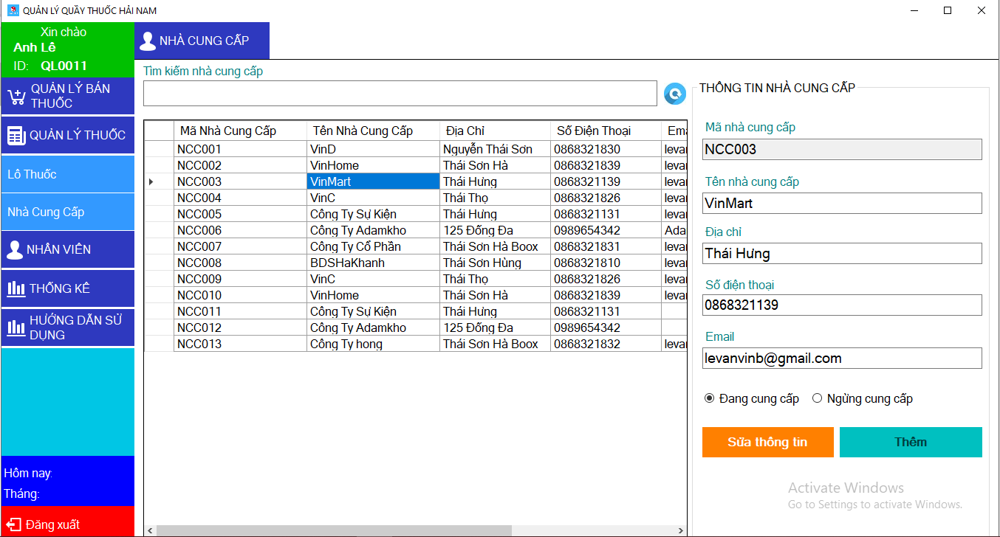 QUẢN LÝ QUẦY THUỐC HẢI NAM
Xin chào
Anh Lê
ID: QL0011
QUẢN LÝ BÁN
THUỐC
QUẢN LÝ THUỐC
Lô Thuốc
Nhà Cung Cấp
NHÂN VIÊN
THỐNG KÊ
HƯỚNG DẪN SỬ
DỤNG
Hôm nay:
Tháng:
Đăng xuất
NHÀ CUNG CẤP
Tìm kiếm nhà cung cấp
Mã Nhà Cung Cấp Tên Nhà Cung Cấp Địa Chỉ Số Điện Thoại Ema
NCC001 VinD Nguyễn Thái Sơn 0868321830 levar
NCC002 VinHome Thái Sơn Hà 0868321839 levar
NCC003 VinMart Thái Hưng 0868321139 levar
NCC004 VinC Thái Thọ 0868321826 levar
NCC005 Công Ty Sự Kiện Thái Hưng 0868321131 levar
NCC006 Công Ty Adamkho 125 Đống Đa 0989654342 Ada
NCC007 Công Ty Cổ Phần Thái Sơn Hà Boox 0868321831 levar
NCC008 BDSHaKhanh Thái Sơn Hùng 0868321810 levar
NCC009 VinC Thái Thọ 0868321826 levar
NCC010 VinHome Thái Sơn Hà 0868321839 levar
NCC011 Công Ty Sự Kiện Thái Hưng 0868321131
NCC012 Công Ty Adamkho 125 Đống Đa 0989654342
NCC013 Công Ty hong Thái Sơn Hà Boox 0868321832 levar
THÔNG TIN NHÀ CUNG CẤP
Mã nhà cung cấp
NCC003
Tên nhà cung cấp
VinMart
Địa chỉ
Thái Hưng
Số điện thoại
0868321139
Email
levanvinb@gmail.com
Đang cung cấp Ngừng cung cấp
Sửa thông tin Thêm
Activate Windows
Go to Settings to activate Windows.